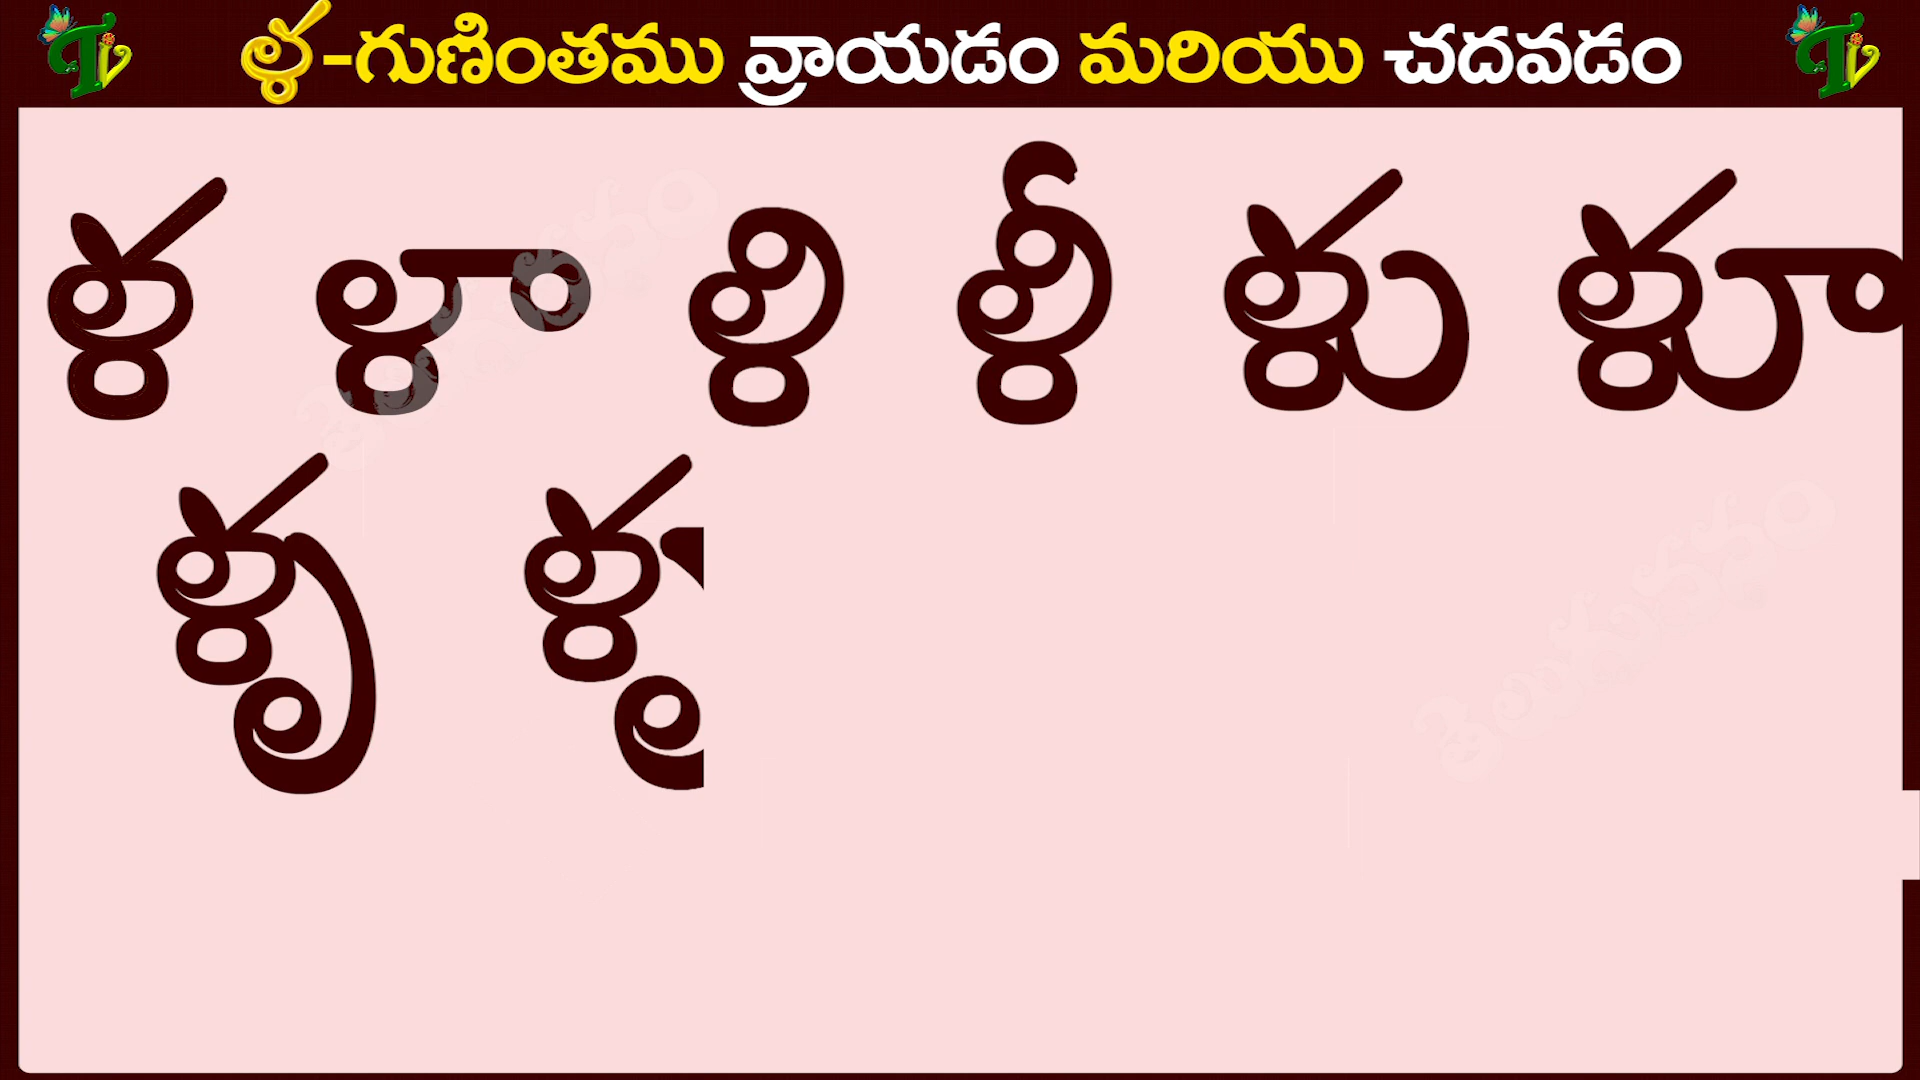 ళ-గుణింతము వ్రాయడం మరియు చదవడం
ళ ళా ళి ళీ ళు ళూ
ళృ